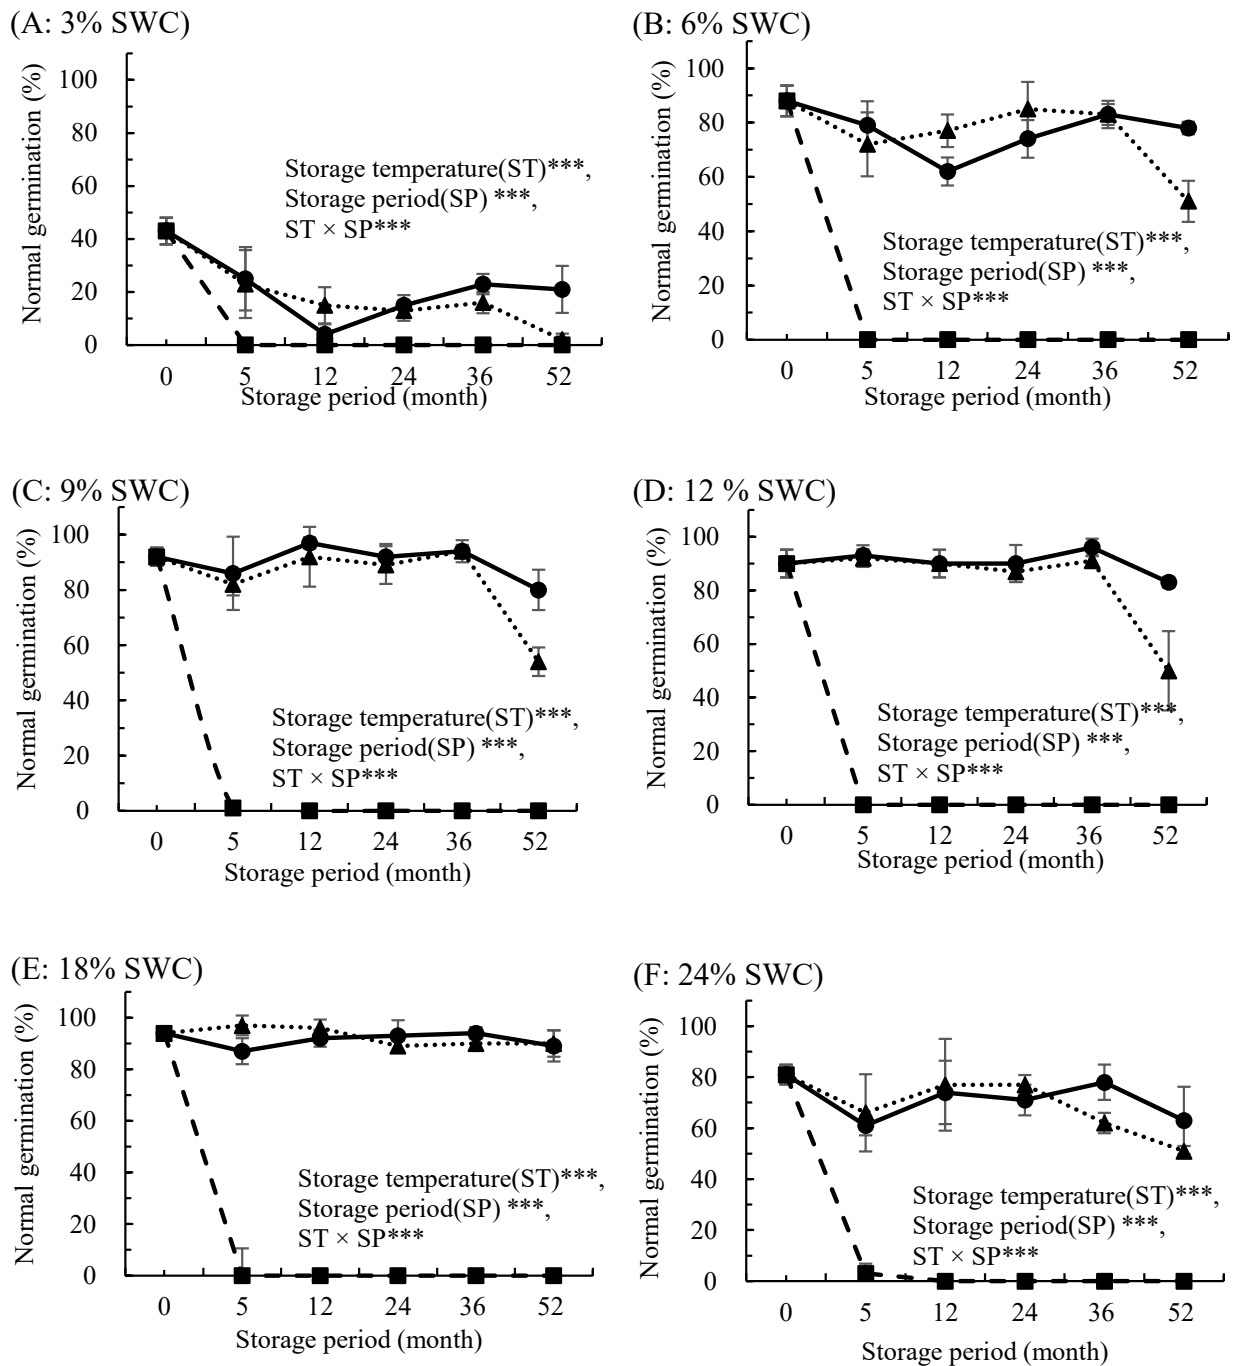 (A: 3% SWC)
Normal germination (%)
100
80
60
40
20
0
Storage temperature(ST)***,
Storage period(SP) ***,
ST × SP***
0 5 12 24 36 52
Storage period (month)
(B: 6% SWC)
Normal germination (%)
100
80
60
40
20
0
Storage temperature(ST)***,
Storage period(SP) ***,
ST × SP***
0 5 12 24 36 52
Storage period (month)
(C: 9% SWC)
Normal germination (%)
100
80
60
40
20
0
Storage temperature(ST)***,
Storage period(SP) ***,
ST × SP***
0 5 12 24 36 52
Storage period (month)
(D: 12 % SWC)
Normal germination (%)
100
80
60
40
20
0
Storage temperature(ST)***,
Storage period(SP) ***,
ST × SP***
0 5 12 24 36 52
Storage period (month)
(E: 18% SWC)
Normal germination (%)
100
80
60
40
20
0
Storage temperature(ST)***,
Storage period(SP) ***,
ST × SP***
0 5 12 24 36 52
Storage period (month)
(F: 24% SWC)
Normal germination (%)
100
80
60
40
20
0
Storage temperature(ST)***,
Storage period(SP) ***,
ST × SP***
0 5 12 24 36 52
Storage period (month)